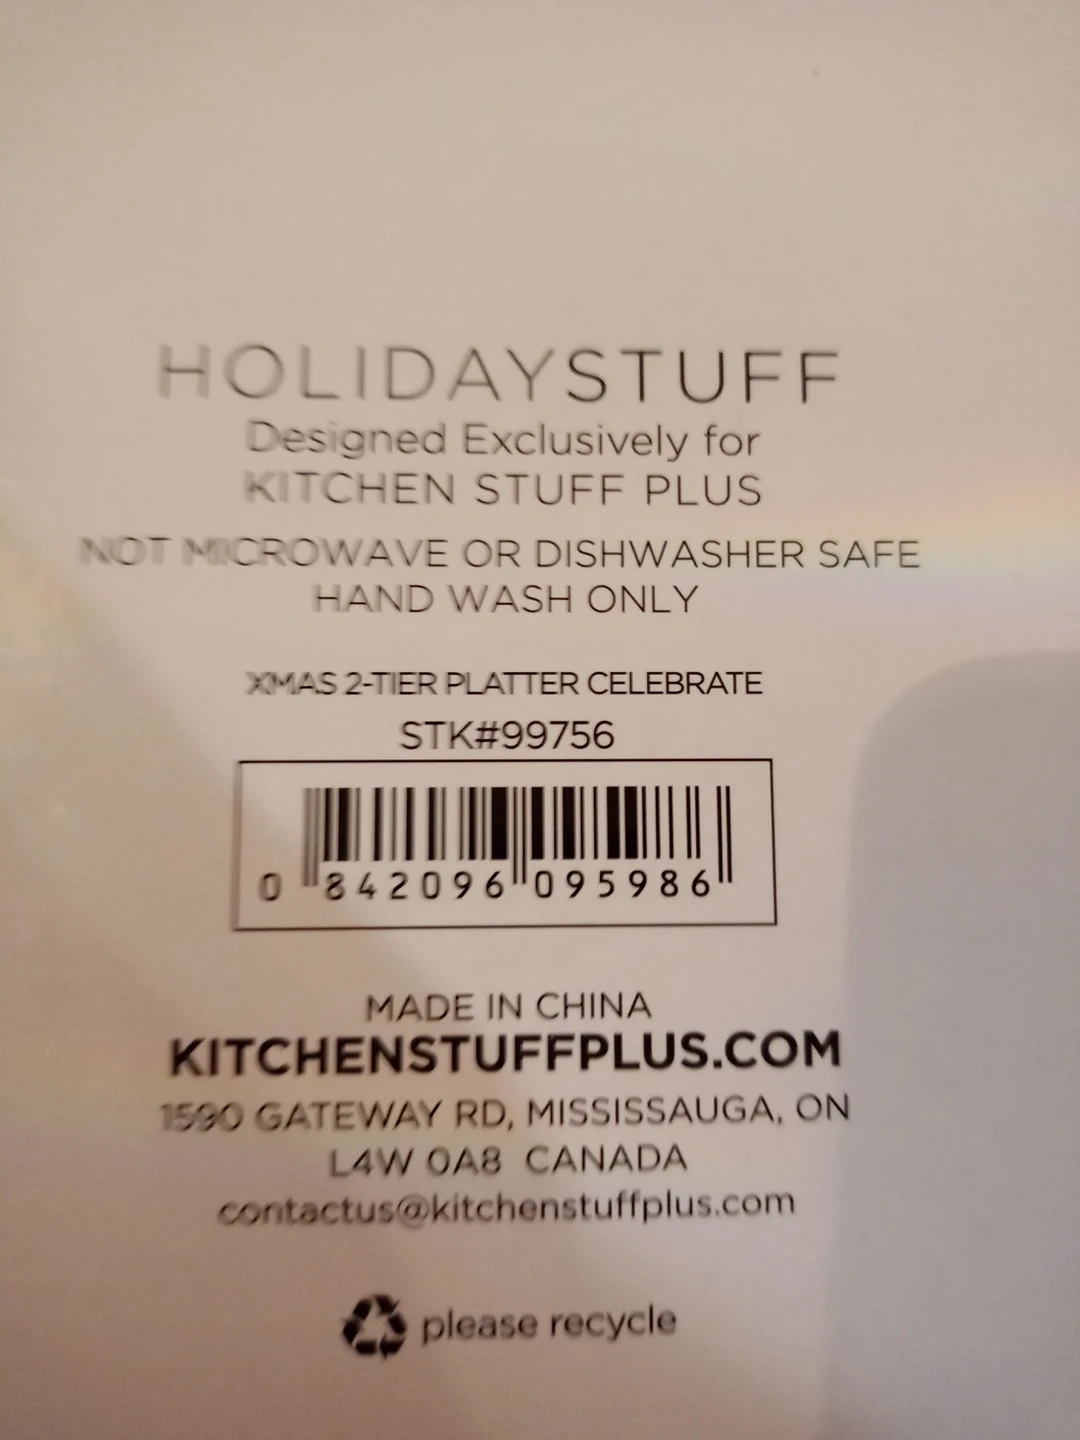 HOLIDAYSTUFF
Designed Exclusively for
KITCHEN STUFF PLUS
NOT MICROWAVE OR DISHWASHER SAFE
HAND WASH ONLY
XMAS 2-TIER PLATTER CELEBRATE
STK#99756
0 842096 095986
MADE IN CHINA
KITCHENSTUFFPLUS.COM
1590 GATEWAY RD, MISSISSAUGA, ON
L4W 0A8 CANADA
contactus@kitchenstuffplus.com
please recycle